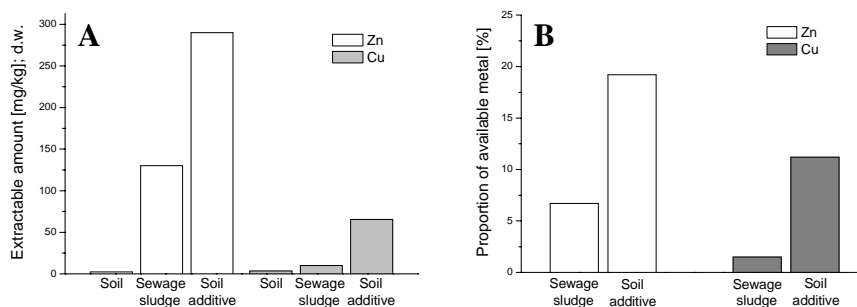 A
Extractable amount [mg/kg]; d.w.
300
250
200
150
100
50
0
Zn
Cu
Soil
Sewage
sludge
Soil
additive
Soil
Sewage
sludge
Soil
additive
B
Proportion of available metal [%]
25
20
15
10
5
0
Zn
Cu
Sewage
sludge
Soil
additive
Sewage
sludge
Soil
additive